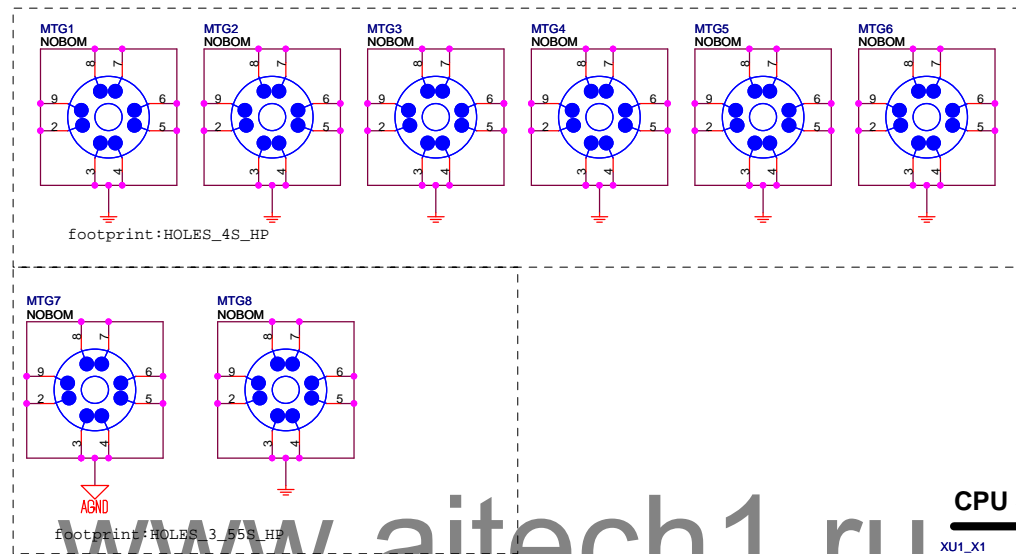 MTG1 MTG2 MTG3 MTG4 MTG5 MTG6
NOBOM NOBOM NOBOM NOBOM NOBOM NOBOM
8 7 8 7 8 7 8 7 8 7 8 7
9 6 9 6 9 6 9 6 9 6 9 6
2 5 2 5 2 5 2 5 2 5 2 5
3 4 3 4 3 4 3 4 3 4 3 4
footprint:HOLES_4S_HP
MTG7 MTG8
NOBOM NOBOM
8 7 8 7
9 6 9 6
2 5 2 5
3 4 3 4
AGND
CPU
footprint:HOLES_3_55S_HP
www.aitech1.ru
XU1_X1